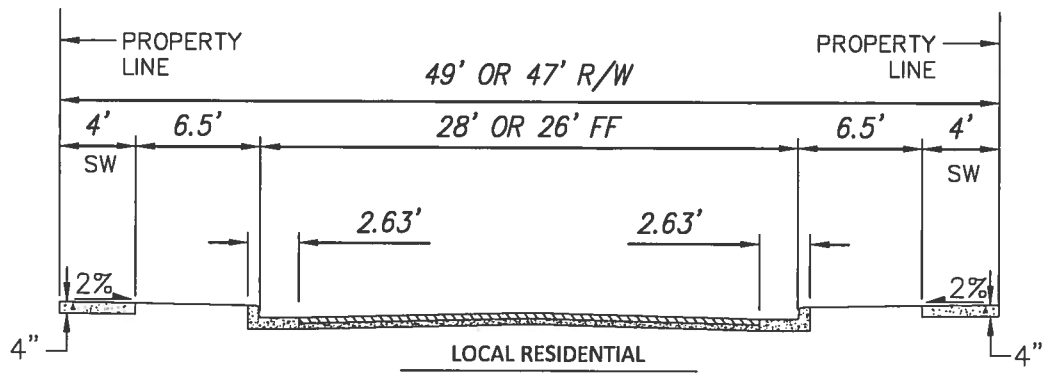 PROPERTY LINE
PROPERTY LINE
49' OR 47' R/W
4' 6.5' 28' OR 26' FF 6.5' 4'
SW SW
2.63' 2.63'
2% 2%
4" 4"
LOCAL RESIDENTIAL